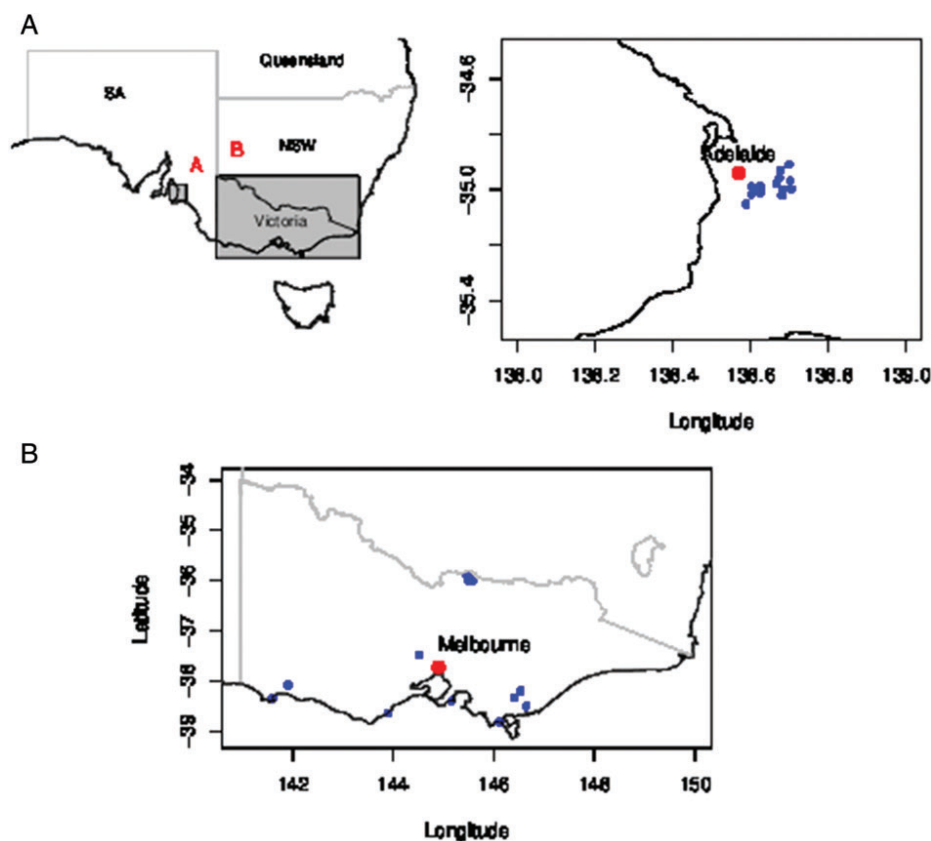 A
Queensland
SA
A
B
NSW
Victoria
-34.6
-35.0
-35.4
Adelaide
138.0 138.2 138.4 138.6 138.8 139.0
Longitude
B
-34
-35
-36
-37
-38
-39
Latitude
Melbourne
142 144 146 148 150
Longitude